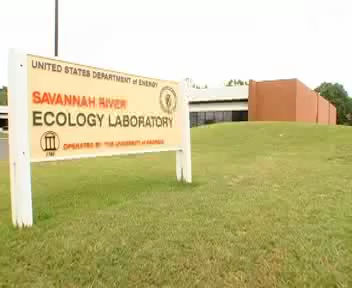 UNITED STATES DEPARTMENT of ENERGY
SAVANNAH RIVER
ECOLOGY LABORATORY
OPERATED BY THE UNIVERSITY of GEORGIA